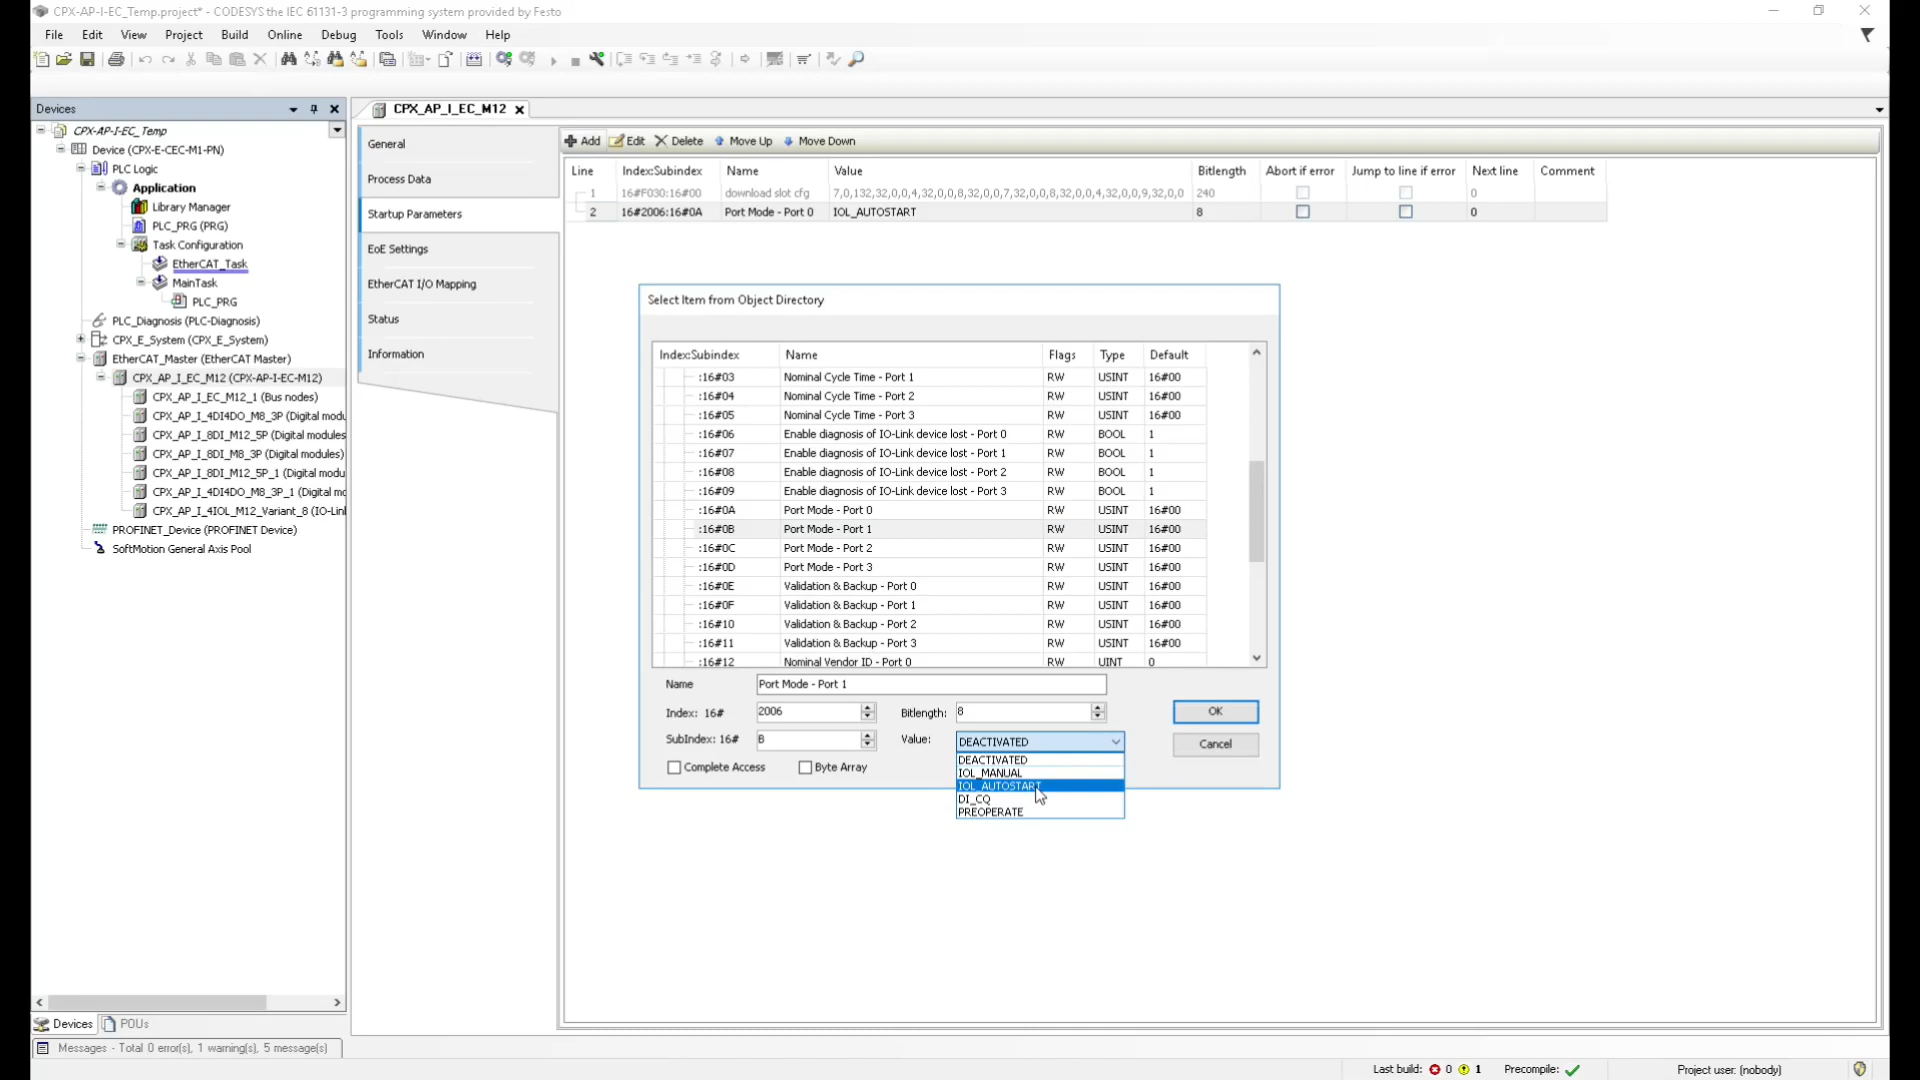 CPX-AP-I-EC_Temp.project* - CODESYS the IEC 61131-3 programming system provided by Festo
File Edit View Project Build Online Debug Tools Window Help
Devices
CPX-AP-I-EC_Temp
Device (CPX-E-CEC-M1-PN)
PLC Logic
Application
Library Manager
PLC_PRG (PRG)
Task Configuration
EtherCAT_Task
MainTask
PLC_PRG
PLC_Diagnosis (PLC-Diagnosis)
CPX_E_System (CPX_E_System)
EtherCAT_Master (EtherCAT Master)
CPX_AP_I_EC_M12 (CPX-AP-I-EC-M12)
CPX_AP_I_EC_M12_1 (Bus nodes)
CPX_AP_I_4DI4DO_M8_3P (Digital modu
CPX_AP_I_8DI_M12_5P (Digital modules
CPX_AP_I_8DI_M8_3P (Digital modules)
CPX_AP_I_8DI_M12_5P_1 (Digital modu
CPX_AP_I_4DI4DO_M8_3P_1 (Digital mo
CPX_AP_I_4IOL_M12_Variant_8 (IO-Lin
PROFINET_Device (PROFINET Device)
SoftMotion General Axis Pool
Devices POUs
CPX_AP_I_EC_M12
General
Process Data
Startup Parameters
EoE Settings
EtherCAT I/O Mapping
Status
Information
Add Edit Delete Move Up Move Down
Line Index:Subindex Name Value Bitlength Abort if error Jump to line if error Next line Comment
1 16#F030:16#00 download slot cfg 7,0,132,32,0,0,4,32,0,0,8,32,0,0,7,32,0,0,8,32,0,0,4,32,0,0,9,32,0,0 240 0
2 16#2006:16#0A Port Mode - Port 0 IOL_AUTOSTART 8 0
Select Item from Object Directory
Index:Subindex Name Flags Type Default
:16#03 Nominal Cycle Time - Port 1 RW USINT 16#00
:16#04 Nominal Cycle Time - Port 2 RW USINT 16#00
:16#05 Nominal Cycle Time - Port 3 RW USINT 16#00
:16#06 Enable diagnosis of IO-Link device lost - Port 0 RW BOOL 1
:16#07 Enable diagnosis of IO-Link device lost - Port 1 RW BOOL 1
:16#08 Enable diagnosis of IO-Link device lost - Port 2 RW BOOL 1
:16#09 Enable diagnosis of IO-Link device lost - Port 3 RW BOOL 1
:16#0A Port Mode - Port 0 RW USINT 16#00
:16#0B Port Mode - Port 1 RW USINT 16#00
:16#0C Port Mode - Port 2 RW USINT 16#00
:16#0D Port Mode - Port 3 RW USINT 16#00
:16#0E Validation & Backup - Port 0 RW USINT 16#00
:16#0F Validation & Backup - Port 1 RW USINT 16#00
:16#10 Validation & Backup - Port 2 RW USINT 16#00
:16#11 Validation & Backup - Port 3 RW USINT 16#00
:16#12 Nominal Vendor ID - Port 0 RW UINT 0
Name Port Mode - Port 1
Index: 16# 2006 Bitlength: 8 OK
SubIndex: 16# B Value: DEACTIVATED Cancel
Complete Access Byte Array
DEACTIVATED
IOL_MANUAL
IOL_AUTOSTART
DI_CQ
PREOPERATE
Messages - Total 0 error(s), 1 warning(s), 5 message(s)
Last build: 0 1 Precompile: Project user: (nobody)